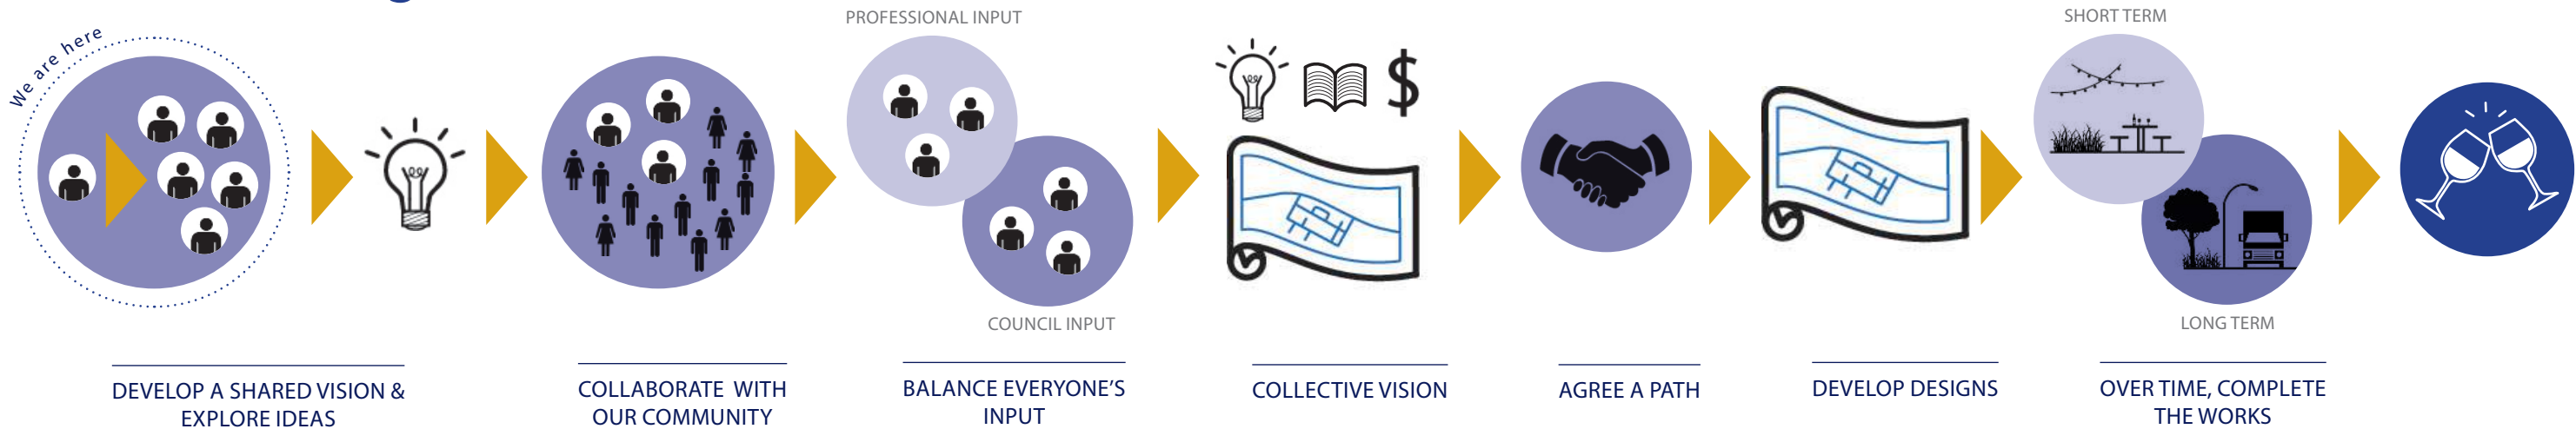 We are here
PROFESSIONAL INPUT
COUNCIL INPUT
$
SHORT TERM
LONG TERM
DEVELOP A SHARED VISION &
EXPLORE IDEAS
COLLABORATE WITH
OUR COMMUNITY
BALANCE EVERYONE'S
INPUT
COLLECTIVE VISION
AGREE A PATH
DEVELOP DESIGNS
OVER TIME, COMPLETE
THE WORKS